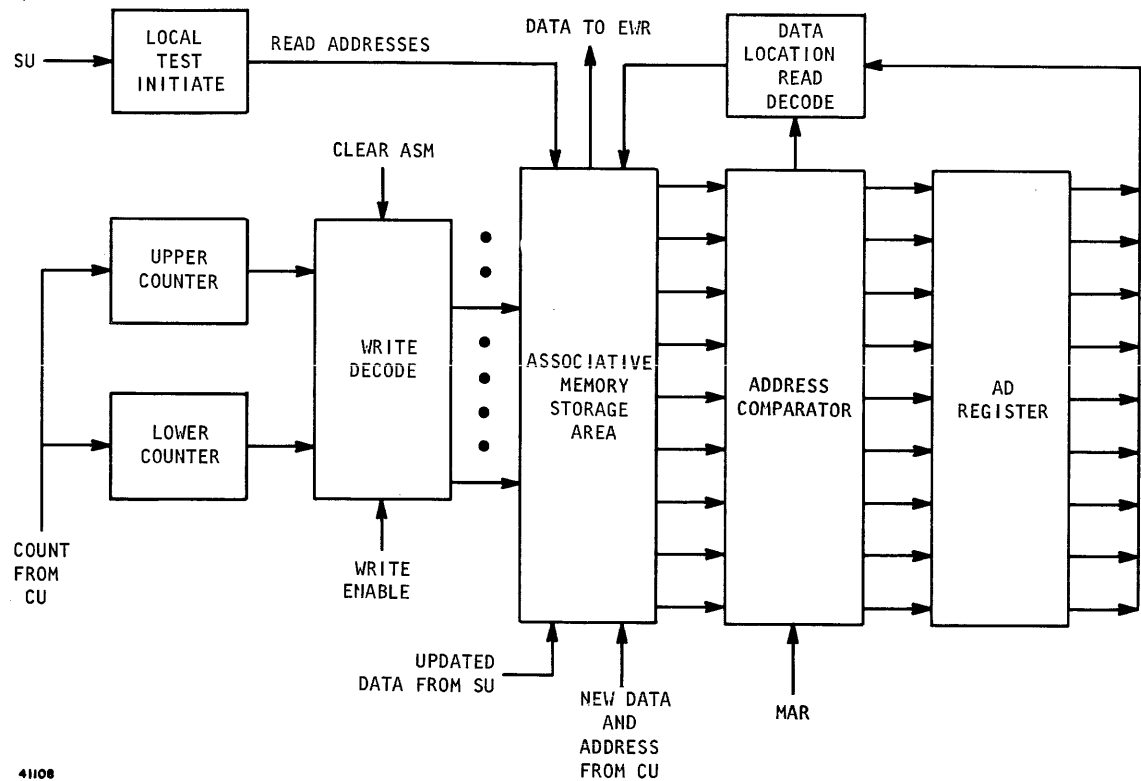 SU
LOCAL
TEST
INITIATE
READ ADDRESSES
DATA TO EWR
DATA
LOCATION
READ
DECODE
CLEAR ASM
UPPER
COUNTER
WRITE
DECODE
LOWER
COUNTER
ASSOCIATIVE
MEMORY
STORAGE
AREA
ADDRESS
COMPARATOR
AD
REGISTER
COUNT
FROM
CU
WRITE
ENABLE
UPDATED
DATA FROM SU
NEW DATA
AND
ADDRESS
FROM CU
MAR
41108